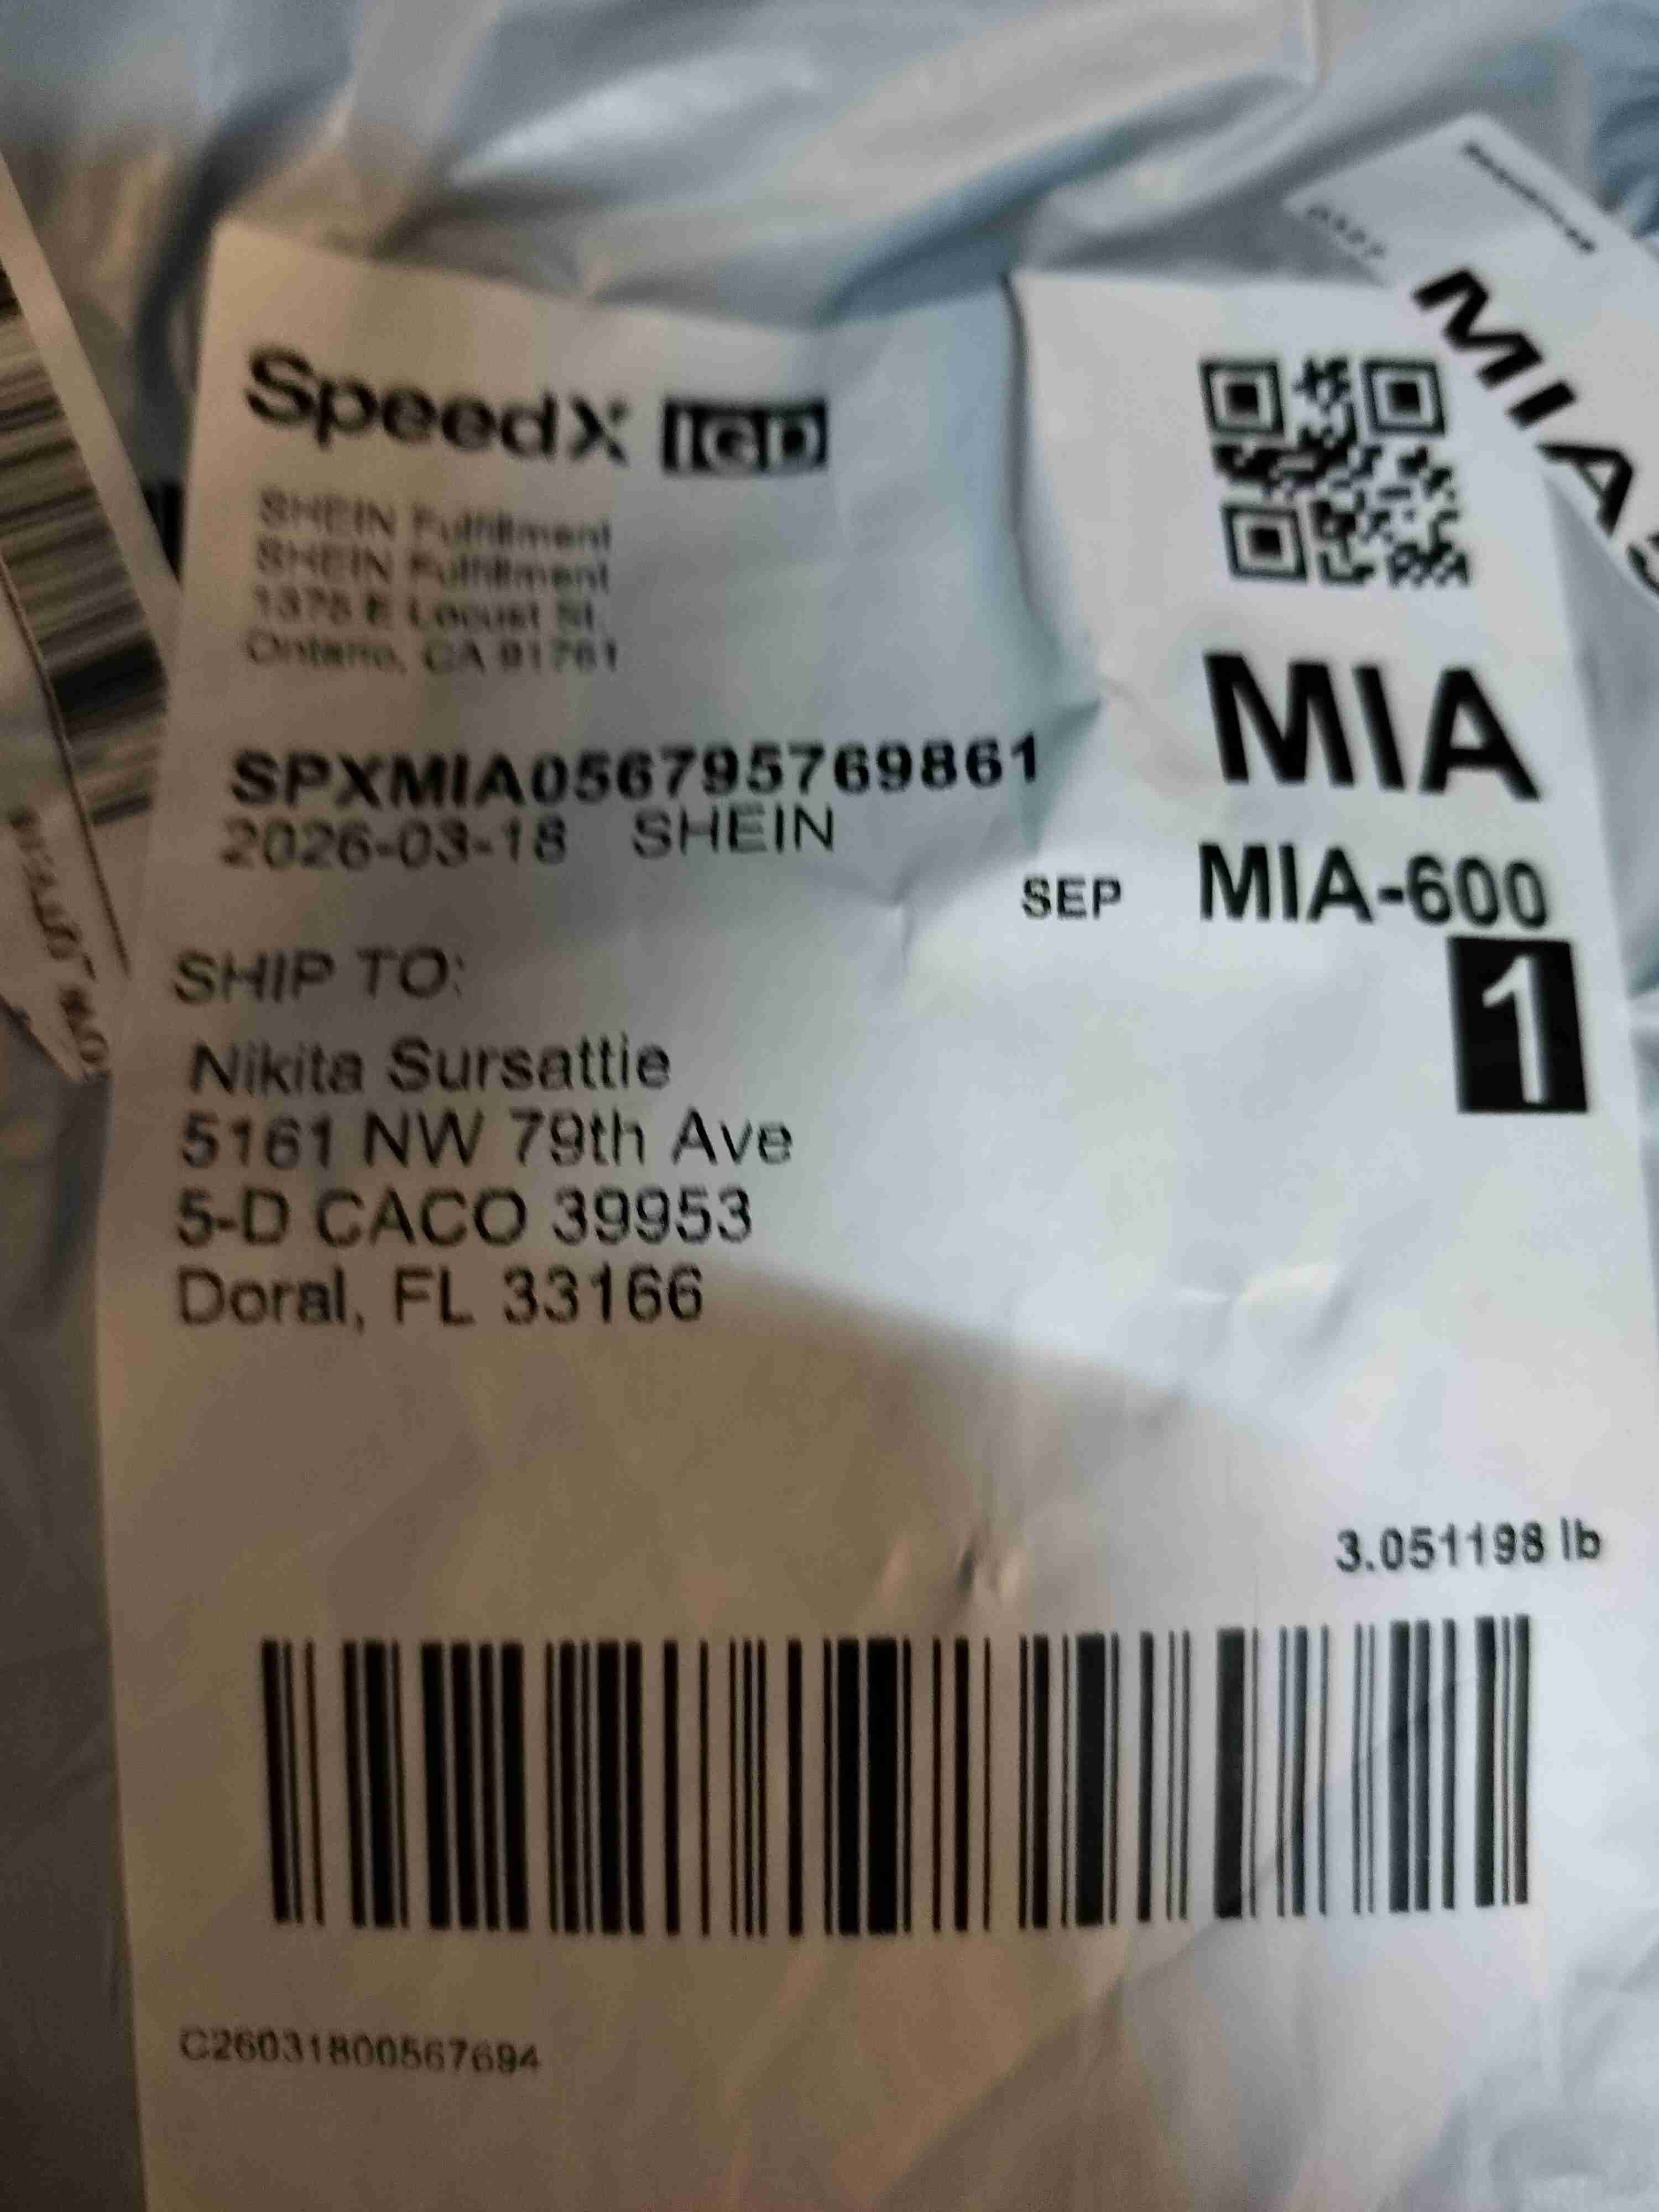 SpeedX IGD
SHEIN Fulfillment
SHEIN Fulfillment
1375 E Locust St.
Ontario, CA 91761
SPXMIA056795769861
2026-03-18 SHEIN
MIA
SEP MIA-600
1
SHIP TO:
Nikita Sursattie
5161 NW 79th Ave
5-D CACO 39953
Doral, FL 33166
3.051198 lb
C26031800567694
MIA